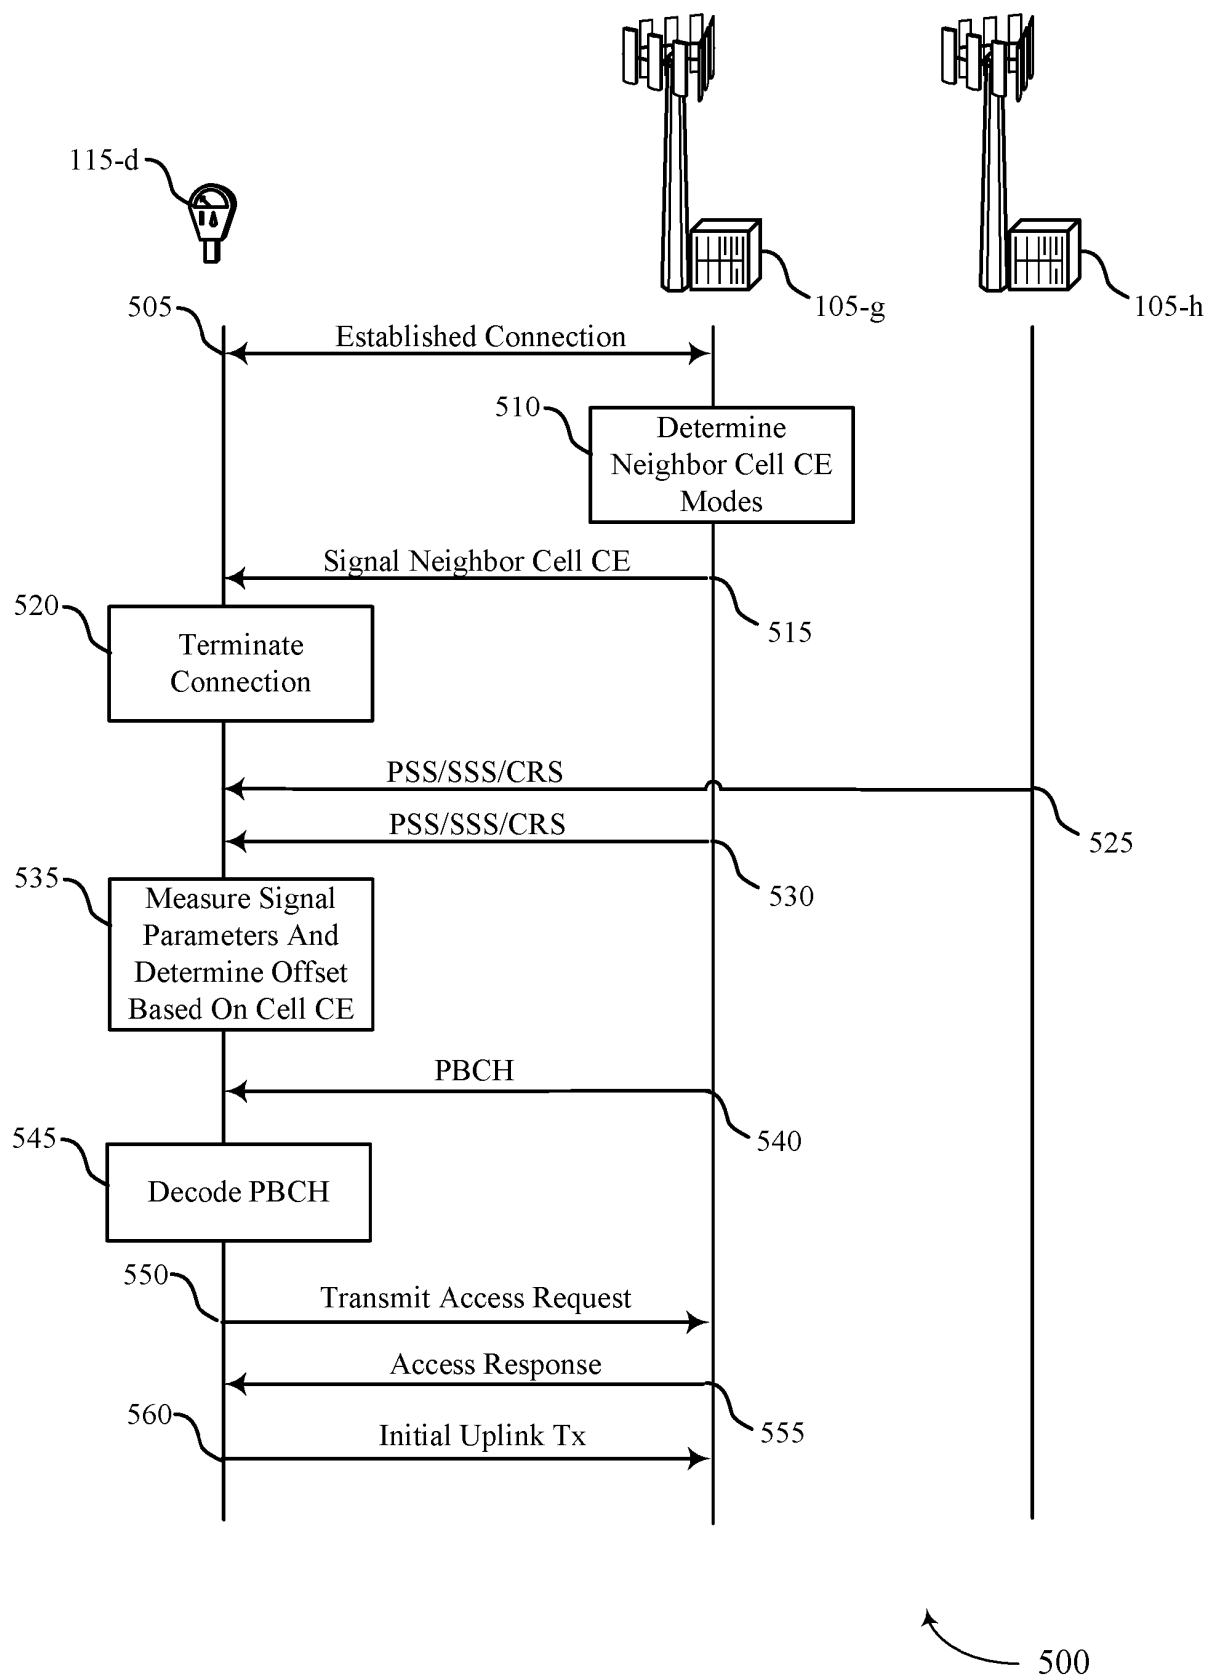 115-d
105-g
105-h
505
Established Connection
510
Determine
Neighbor Cell CE
Modes
Signal Neighbor Cell CE
515
520
Terminate
Connection
PSS/SSS/CRS
525
PSS/SSS/CRS
530
535
Measure Signal
Parameters And
Determine Offset
Based On Cell CE
PBCH
540
545
Decode PBCH
550
Transmit Access Request
Access Response
555
560
Initial Uplink Tx
500